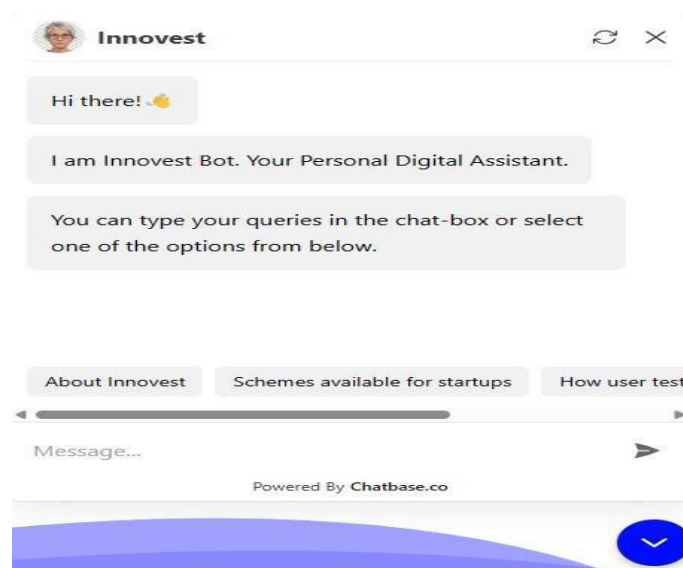 Innovest
Hi there! 👋
I am Innovest Bot. Your Personal Digital Assistant.
You can type your queries in the chat-box or select
one of the options from below.
About Innovest
Schemes available for startups
How user test
Message...
Powered By Chatbase.co